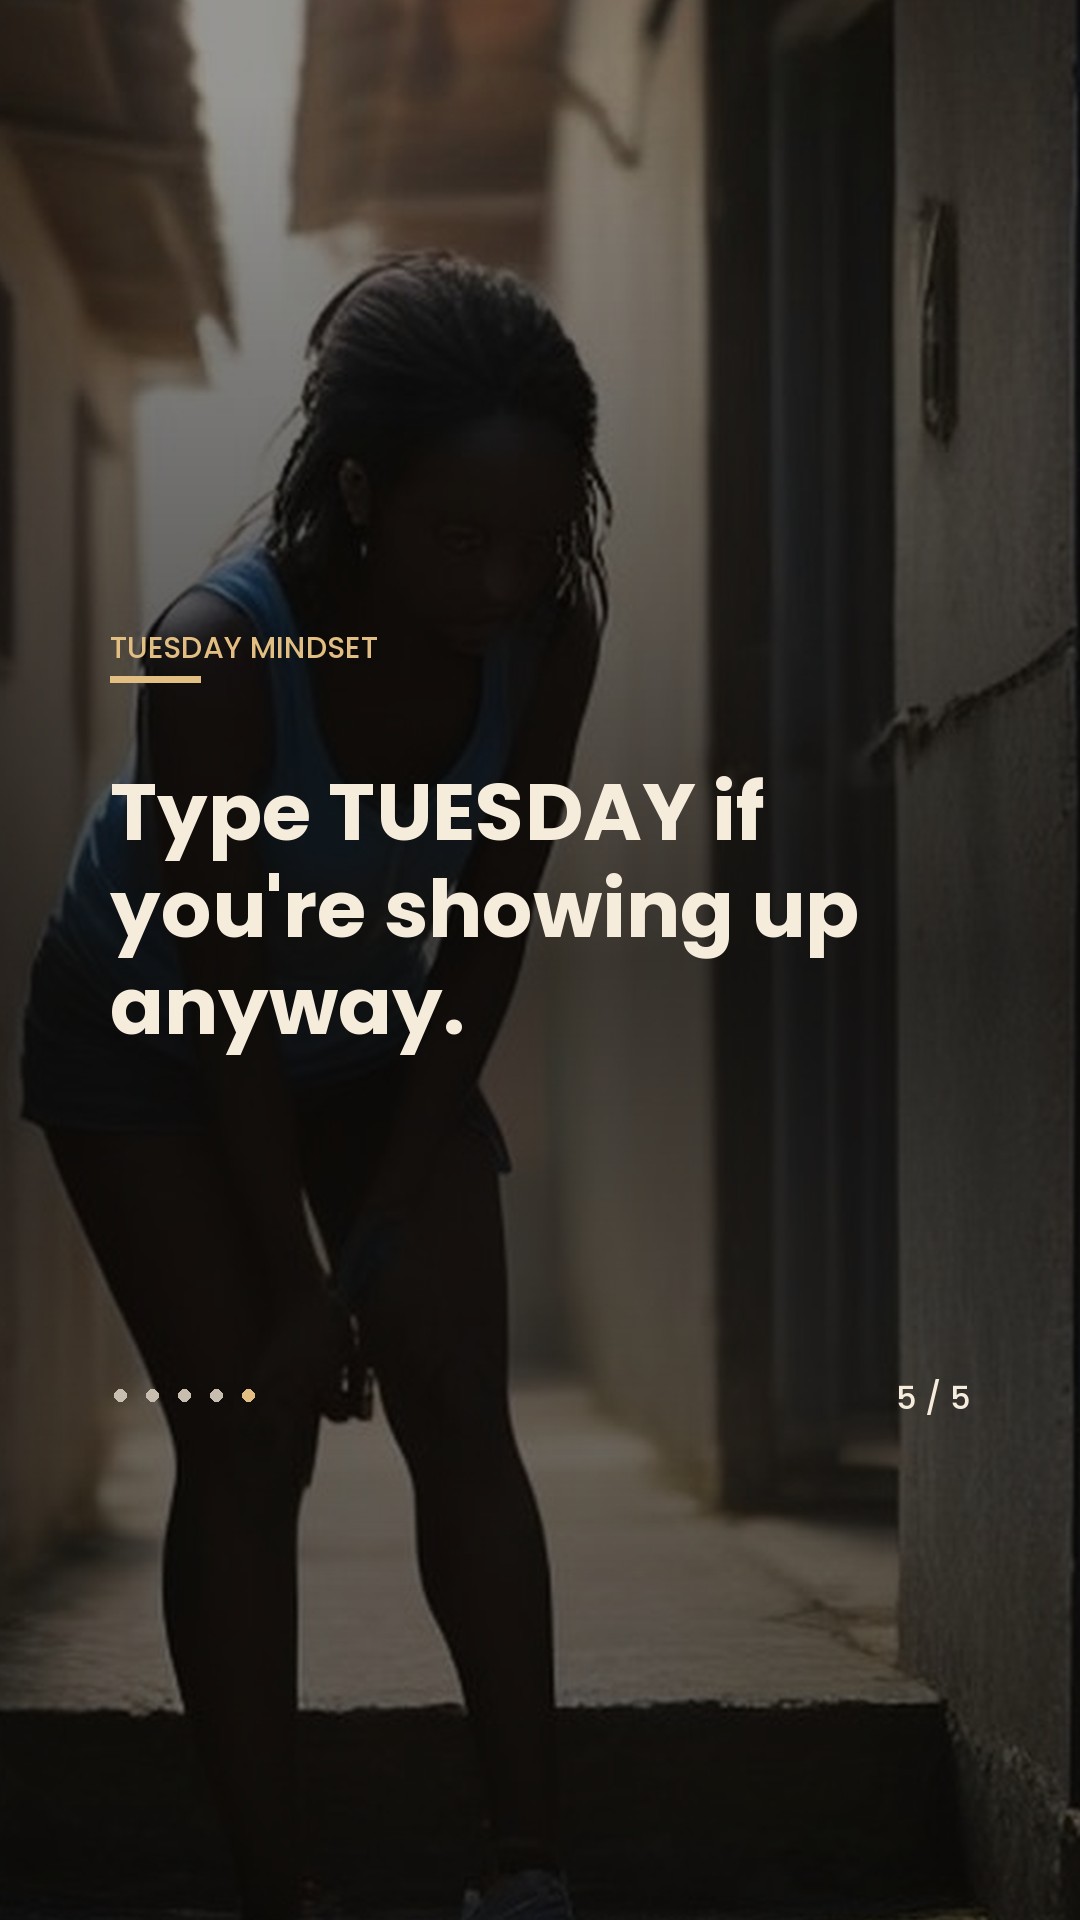 TUESDAY MINDSET
Type TUESDAY if
you're showing up
anyway.
5 / 5